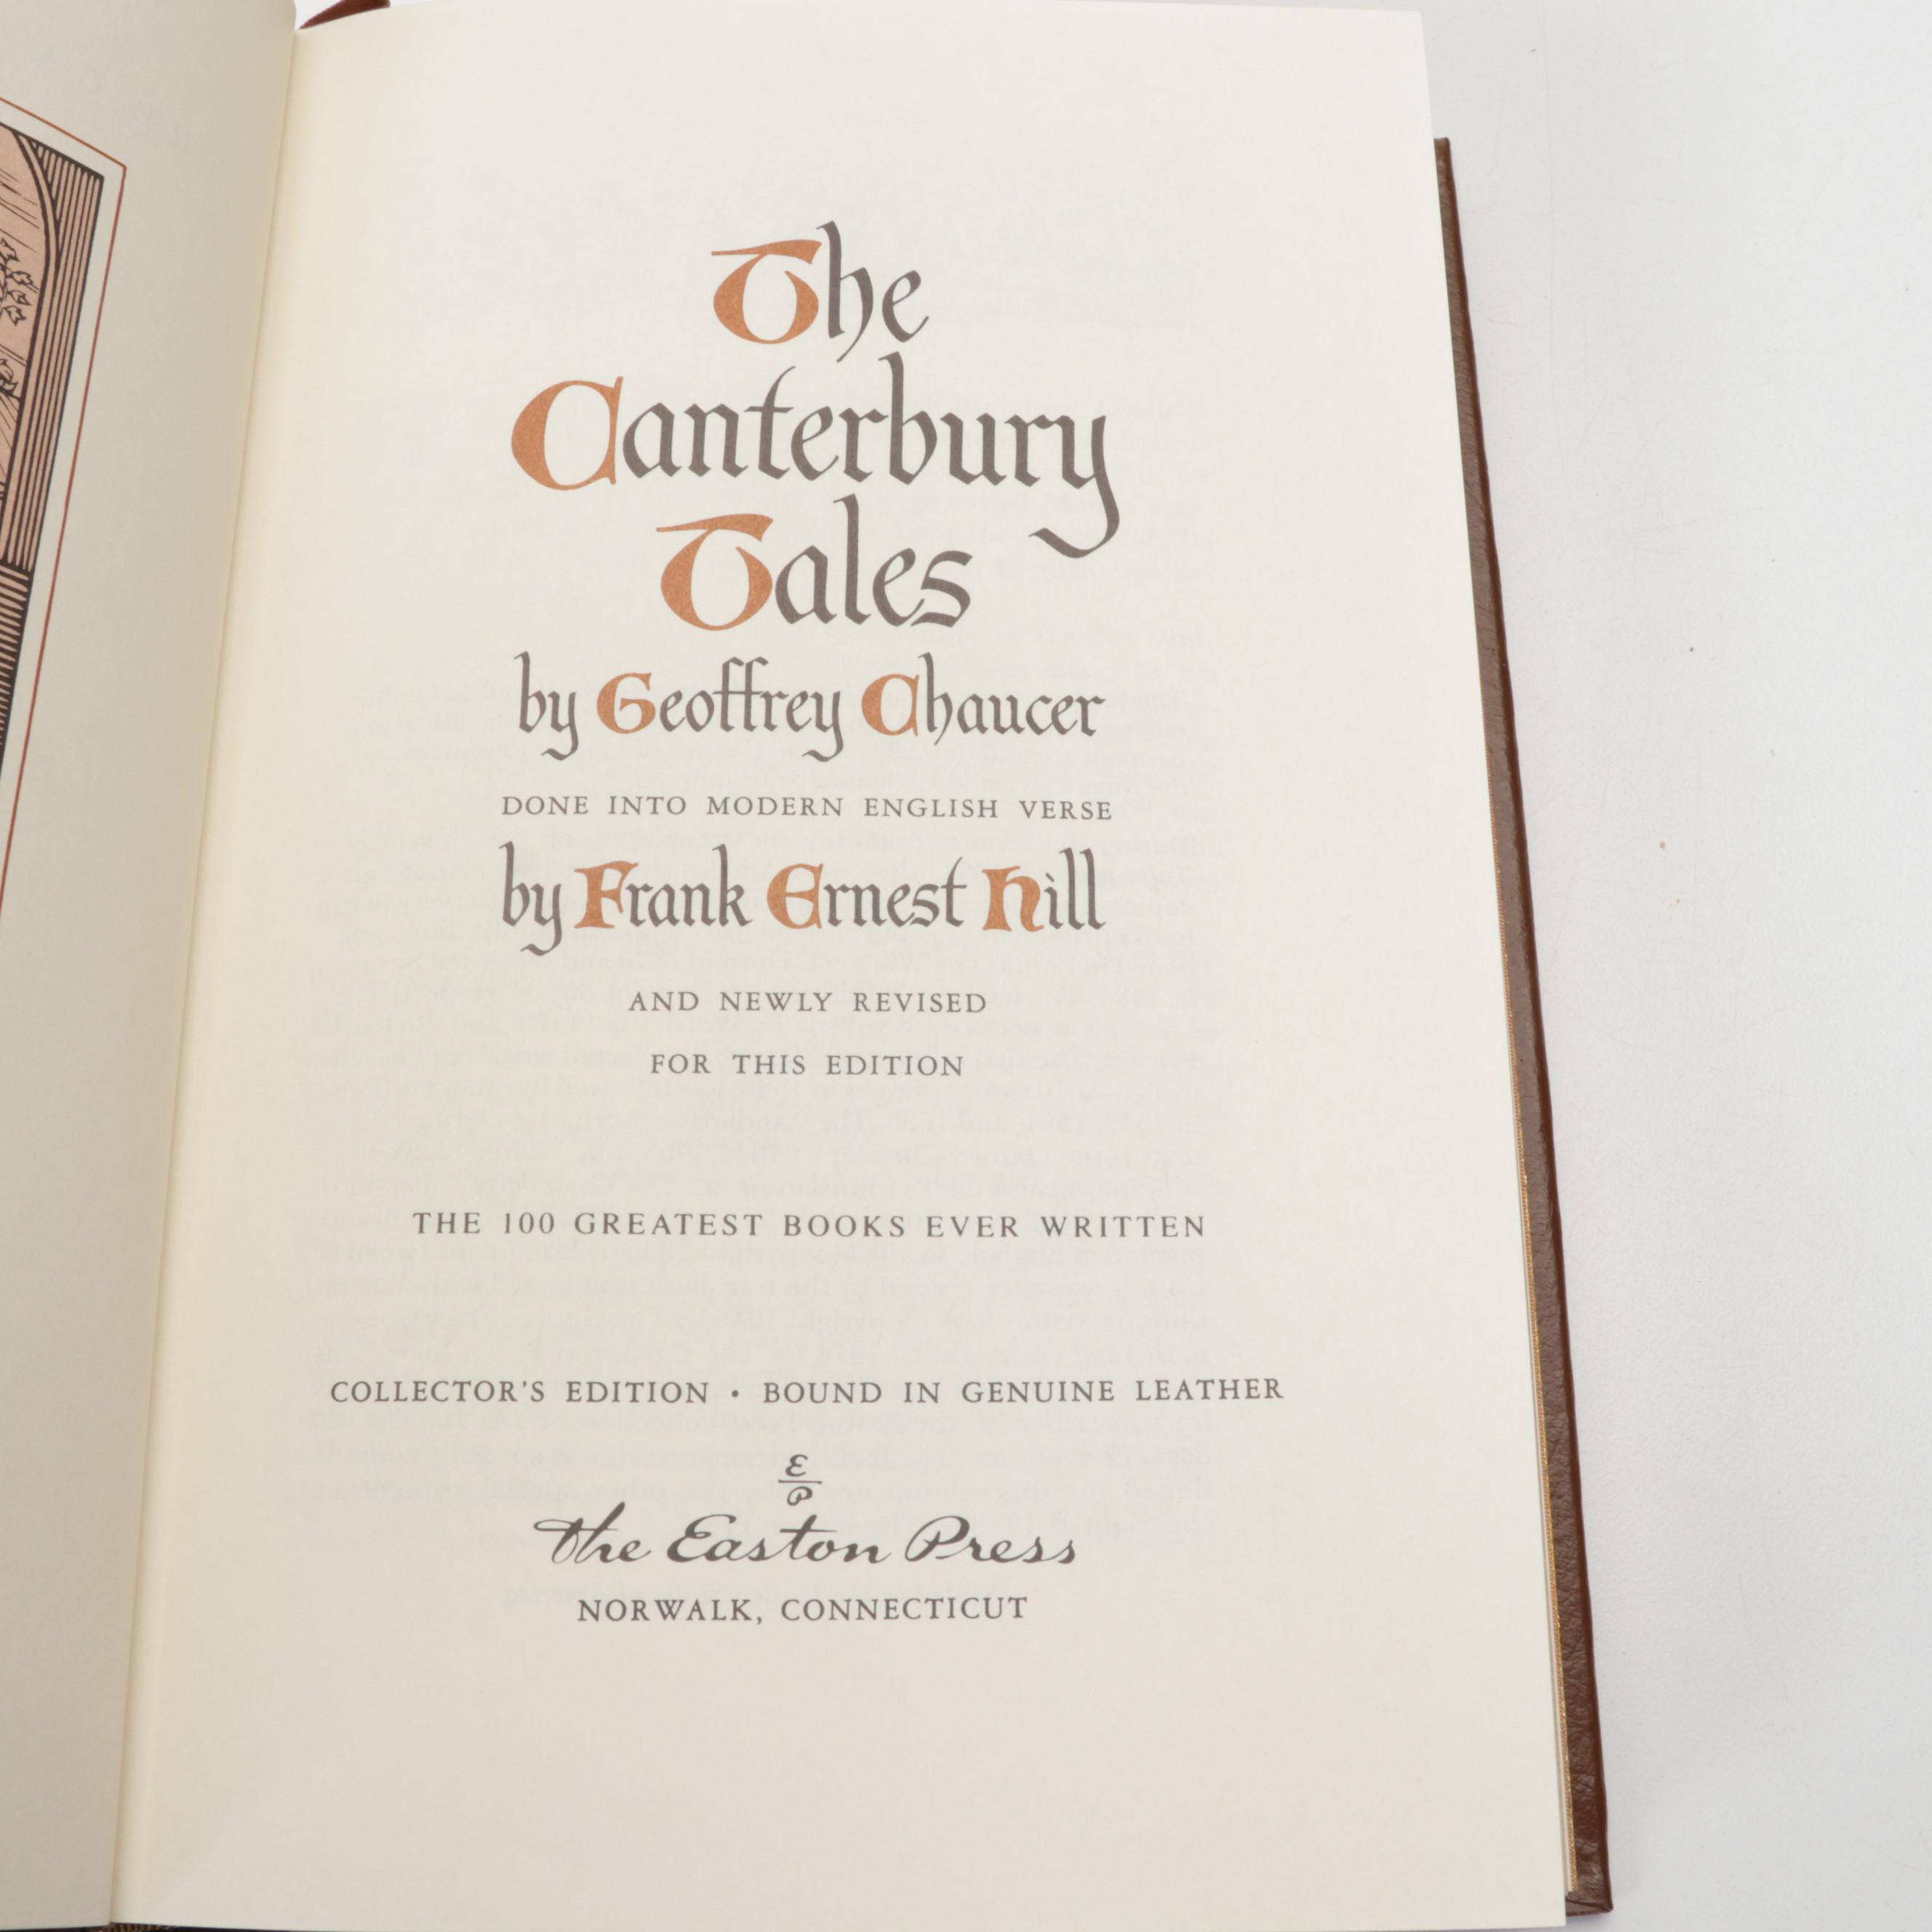 The
Canterbury
Tales
by Geoffrey Chaucer
DONE INTO MODERN ENGLISH VERSE
by Frank Ernest Hill
AND NEWLY REVISED
FOR THIS EDITION
THE 100 GREATEST BOOKS EVER WRITTEN
COLLECTOR'S EDITION • BOUND IN GENUINE LEATHER
E
P
The Easton Press
NORWALK, CONNECTICUT